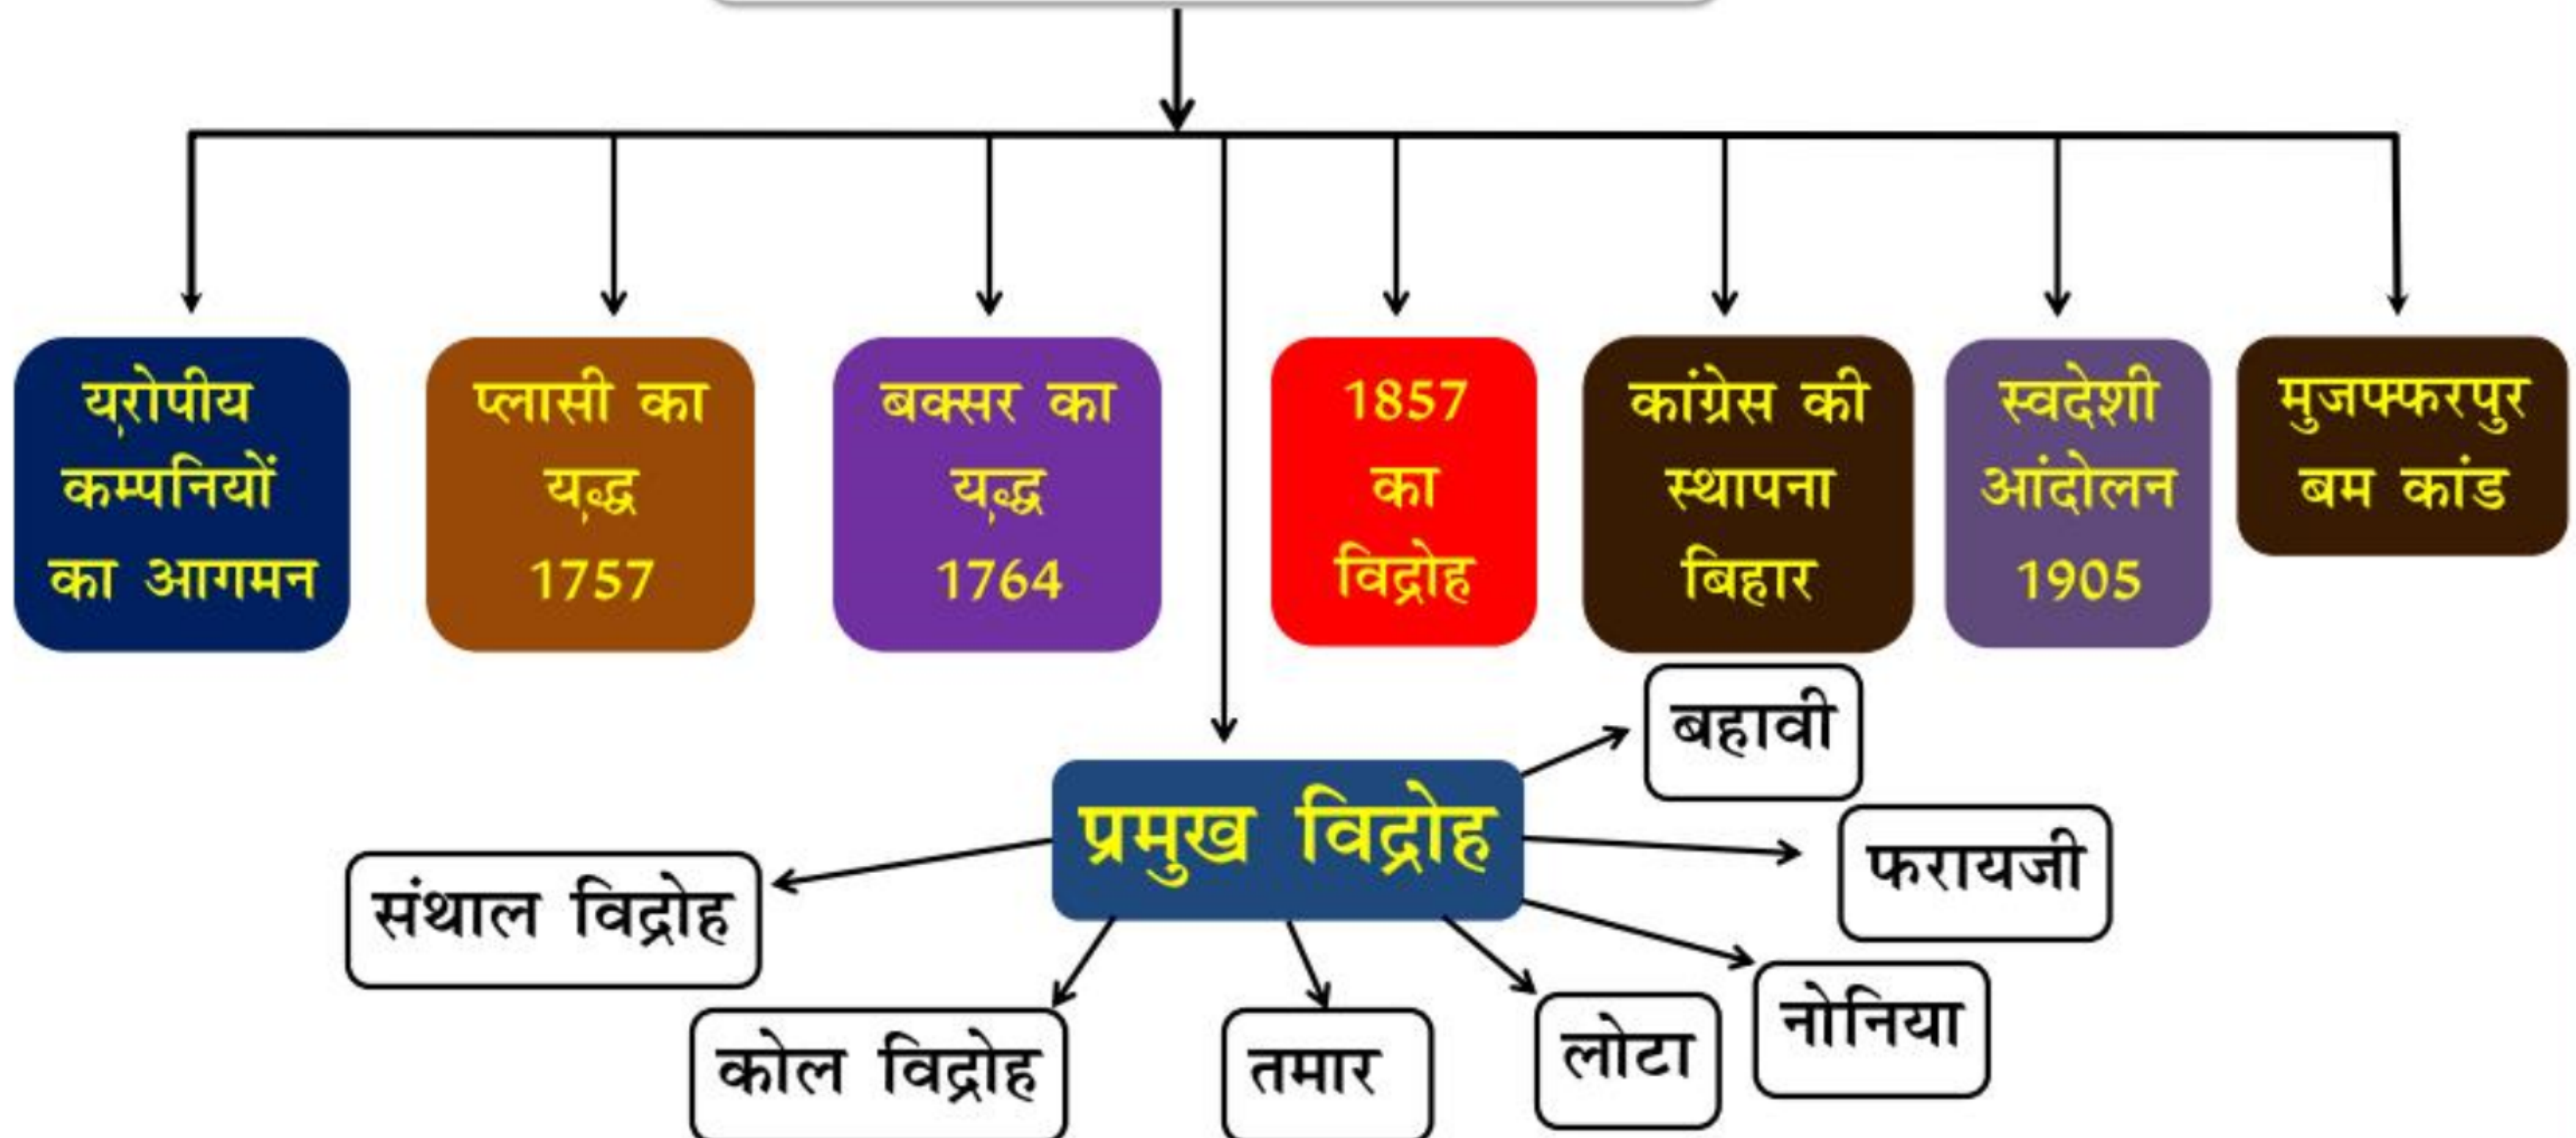 यूरोपीय
कम्पनियों
का आगमन
प्लासी का
युद्ध
1757
बक्सर का
युद्ध
1764
1857
का
विद्रोह
कांग्रेस की
स्थापना
बिहार
स्वदेशी
आंदोलन
1905
मुजफ्फरपुर
बम कांड
प्रमुख विद्रोह
बहावी
फरायजी
नोनिया
लोटा
तमार
कोल विद्रोह
संथाल विद्रोह